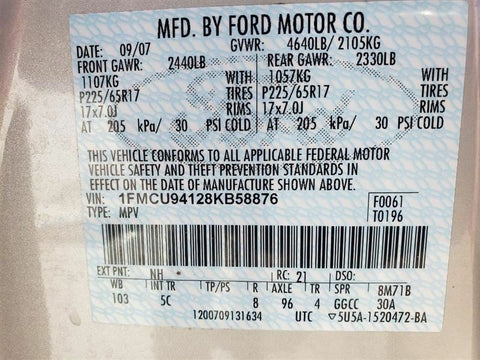 MFD. BY FORD MOTOR CO.
DATE: 09/07 GVWR: 4640LB/ 2105KG
FRONT GAWR: 2440LB REAR GAWR: 2330LB
1107KG WITH 1057KG WITH
P225/65R17 TIRES P225/65R17 TIRES
17x7.0J RIMS 17x7.0J RIMS
AT 205 kPa/ 30 PSI COLD AT 205 kPa/ 30 PSI COLD
THIS VEHICLE CONFORMS TO ALL APPLICABLE FEDERAL MOTOR
VEHICLE SAFETY AND THEFT PREVENTION STANDARDS IN
EFFECT ON THE DATE OF MANUFACTURE SHOWN ABOVE.
VIN: 1FMCU94128KB58876 F0061
TYPE: MPV T0196
EXT PNT: NH RC: 21 DSO:
WB INT TR TP/PS R AXLE TR SPR 8M71B
103 5C 8 96 4 GGCC 30A
1200709131634 UTC ▽5U5A-1520472-BA